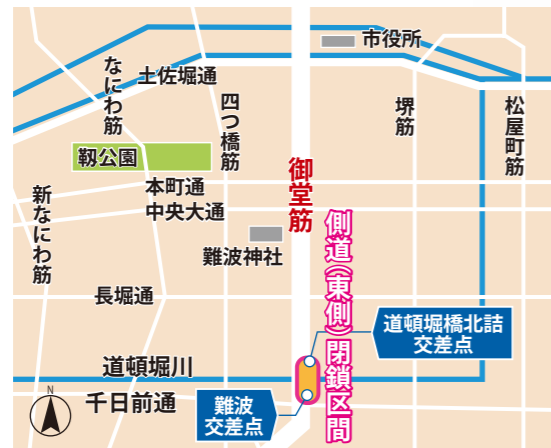 市役所
土佐堀通
なにわ筋
四つ橋筋
堺筋
松屋町筋
靱公園
御堂筋
本町通
中央大通
新なにわ筋
難波神社
側道（東側）閉鎖区間
長堀通
道頓堀橋北詰
交差点
道頓堀川
千日前通
難波
交差点
N